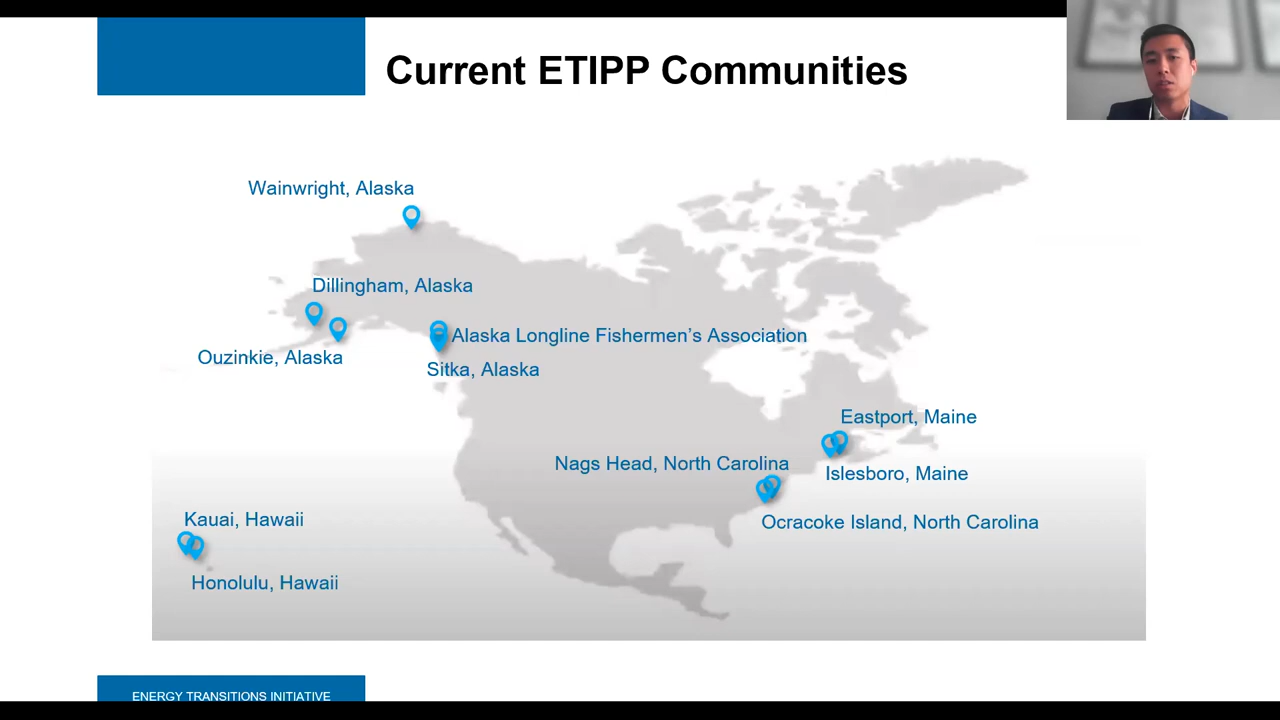 Current ETIPP Communities
Wainwright, Alaska
Dillingham, Alaska
Alaska Longline Fishermen’s Association
Ouzinkie, Alaska
Sitka, Alaska
Eastport, Maine
Nags Head, North Carolina
Islesboro, Maine
Kauai, Hawaii
Ocracoke Island, North Carolina
Honolulu, Hawaii
ENERGY TRANSITIONS INITIATIVE